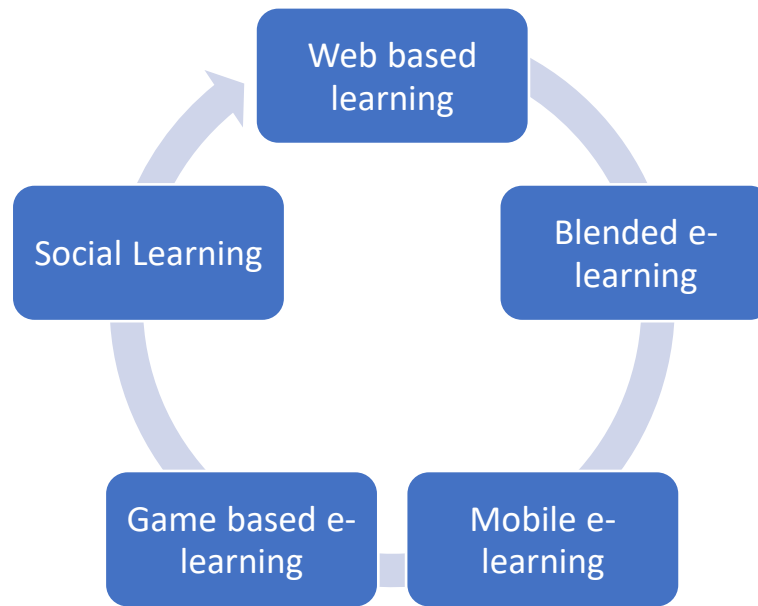 Web based
learning
Blended e-
learning
Mobile e-
learning
Game based e-
learning
Social Learning